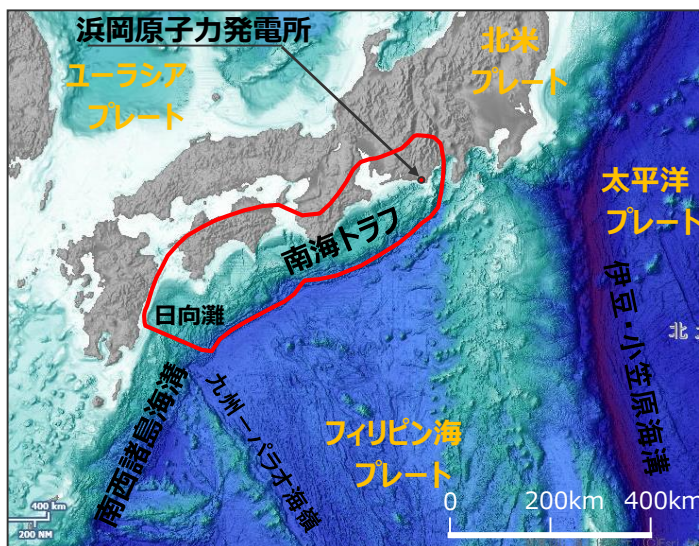 浜岡原子力発電所
北米
プレート
ユーラシア
プレート
太平洋
プレート
南海トラフ
日向灘
伊豆・小笠原海溝
北
南西諸島海溝
九州ーパラオ海嶺
フィリピン海
プレート
400 km
200 NM
0
200km
400km